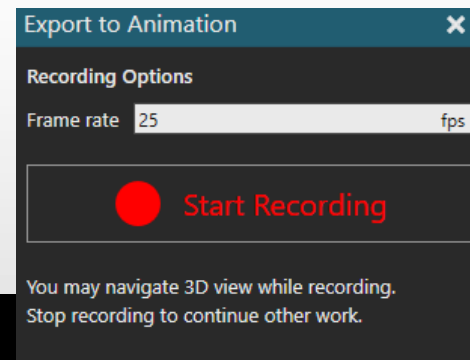 Export to Animation
Recording Options
Frame rate 25 fps
Start Recording
You may navigate 3D view while recording.
Stop recording to continue other work.